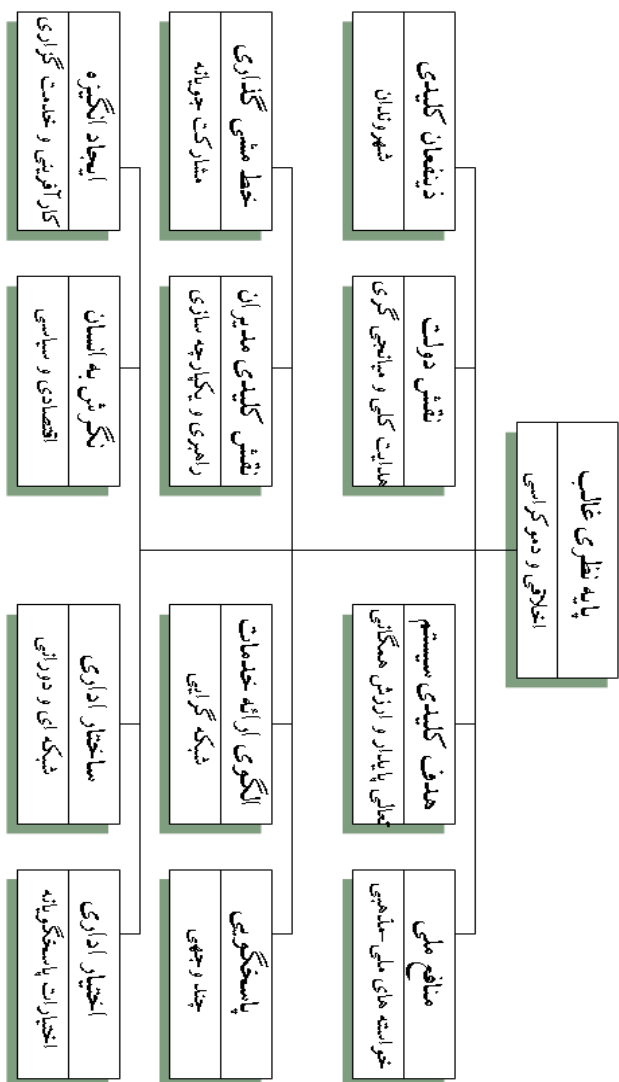 پایه نظری غالب
اخلاقی و دموکراسی
منافع ملی
خواسته های ملی-مذهبی
هدف کلیدی سیستم
تعالی پایدار و ارزش همگانی
نقش دولت
هدایت کلی و میانجی گری
ذینفعان کلیدی
شهروندان
پاسخگویی
چند وجهی
الگوی ارائه خدمات
شبکه گرایی
نقش کلیدی مدیران
راهبری و یکپارچه سازی
خط مشی گذاری
مشارکت جویانه
اختیار اداری
اختیارات پاسخگویانه
ساختار اداری
شبکه ای و دورانی
نگرش به انسان
اقتصادی و سیاسی
ایجاد انگیزه
کارآفرینی و خدمت گزاری